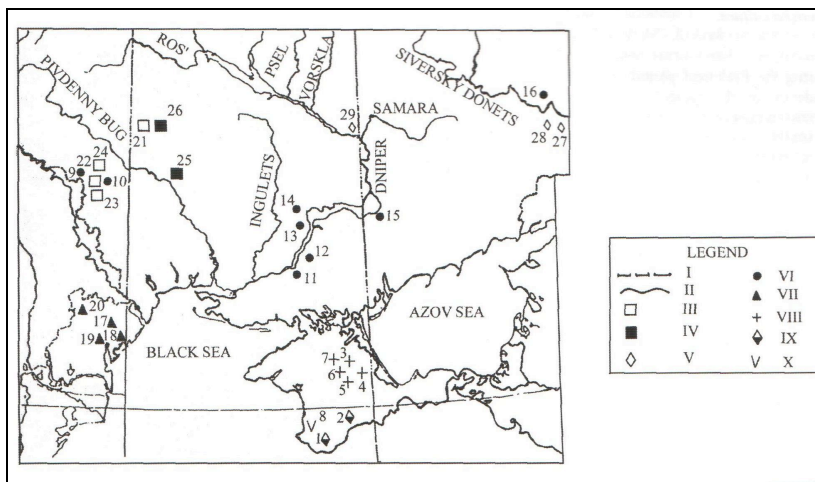 ROS'
PSEL
VORSKLA
SIVERSKY DONETS
PIVDENNY BUG
SAMARA
16
29
28
27
26
21
25
24
22
9
10
23
INGULETS
DNIPER
14
13
15
12
11
20
17
19
18
BLACK SEA
AZOV SEA
7
3
6
5
4
8
2
V
1
LEGEND
I
II
III
IV
V
VI
VII
VIII
IX
V X